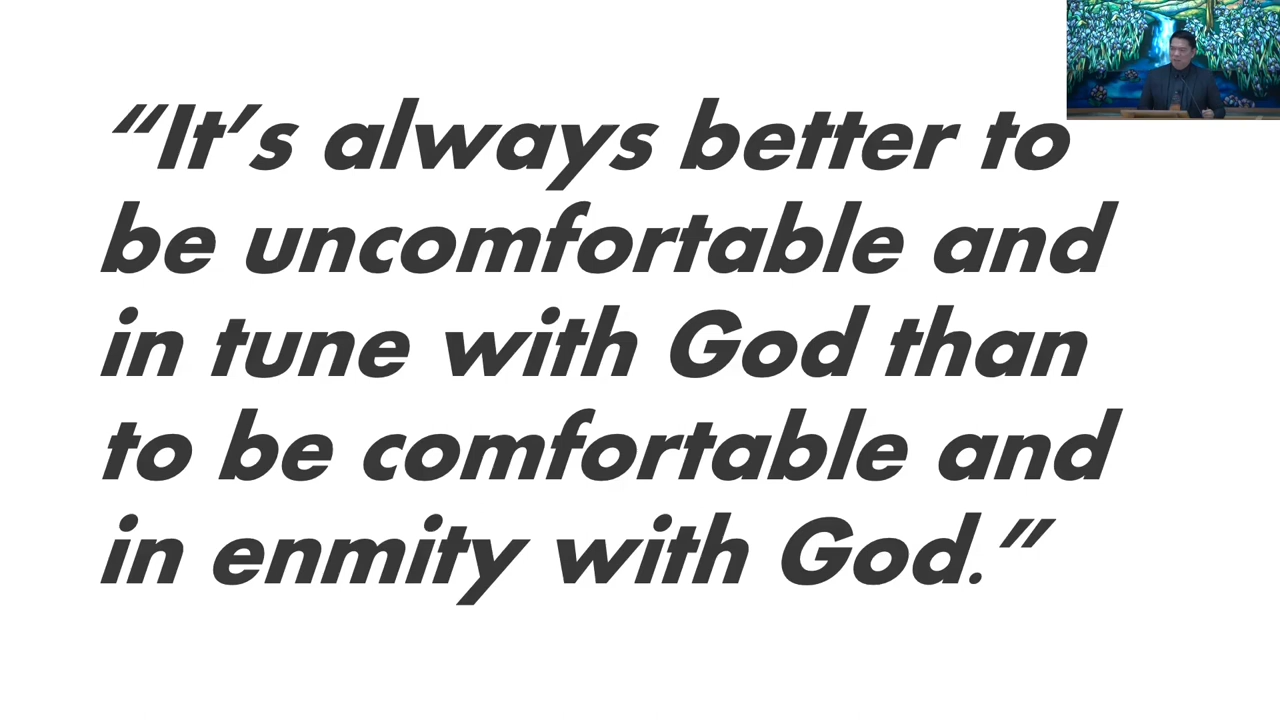 “It’s always better to
be uncomfortable and
in tune with God than
to be comfortable and
in enmity with God.”